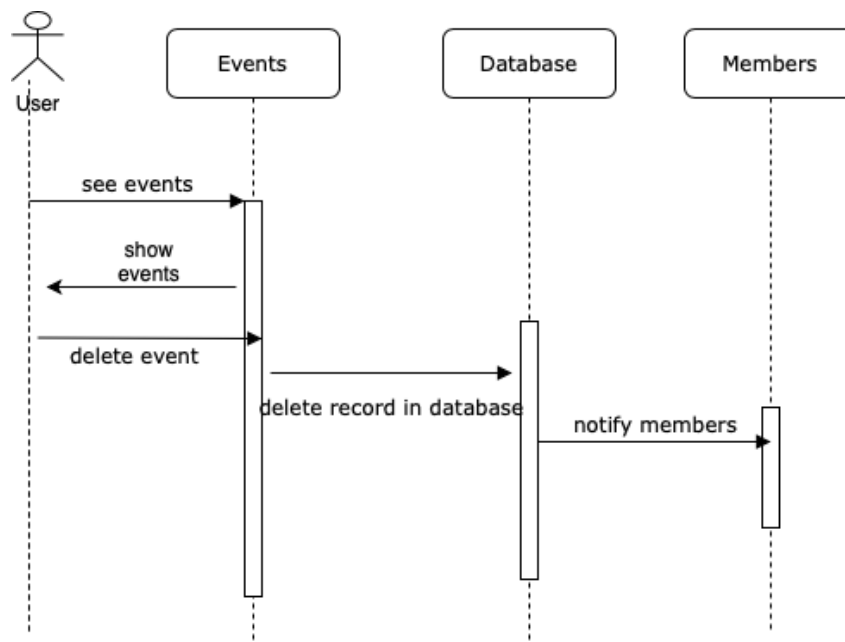 Events
Database
Members
User
see events
show
events
delete event
delete record in database
notify members